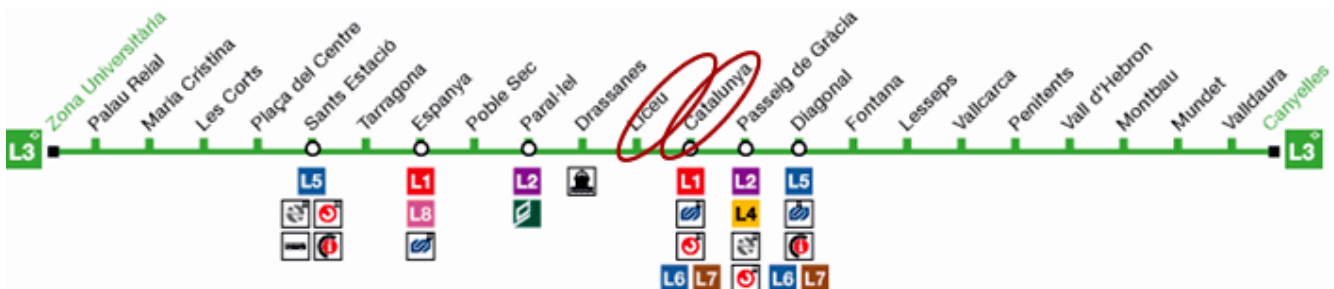 L3
Zona Universitària
Palau Reial
Maria Cristina
Les Corts
Plaça del Centre
Sants Estació
Tarragona
Espanya
Poble Sec
Paral·lel
Drassanes
Liceu
Catalunya
Passeig de Gràcia
Diagonal
Fontana
Lesseps
Vallcarca
Penitents
Vall d'Hebron
Montbau
Mundet
Valldaura
Canyelles
L3
L5
L1
L2
L1
L2
L5
L8
L4
L6 L7
L6 L7